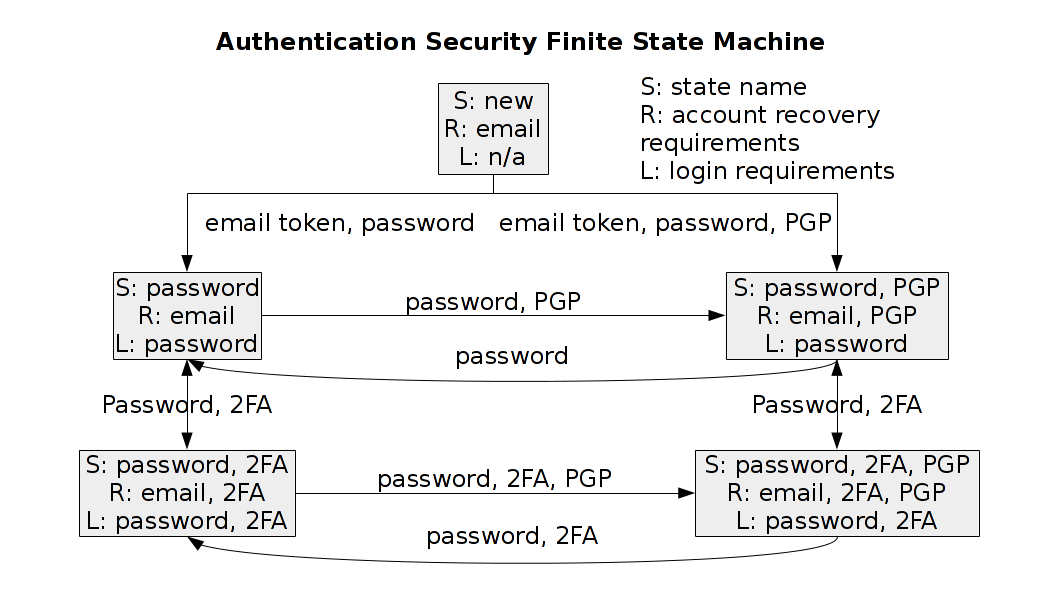 Authentication Security Finite State Machine
S: new
R: email
L: n/a
S: state name
R: account recovery
requirements
L: login requirements
email token, password
email token, password, PGP
S: password
R: email
L: password
password, PGP
S: password, PGP
R: email, PGP
L: password
password
Password, 2FA
Password, 2FA
S: password, 2FA
R: email, 2FA
L: password, 2FA
password, 2FA, PGP
S: password, 2FA, PGP
R: email, 2FA, PGP
L: password, 2FA
password, 2FA